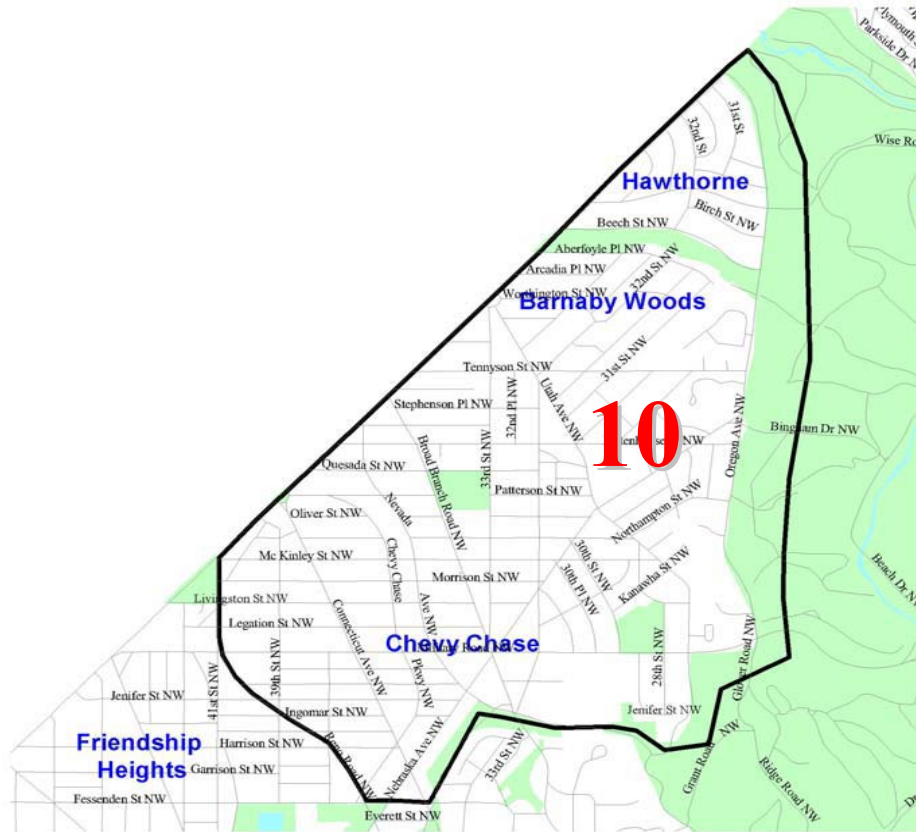 Plymouth
Parkside Dr N
31st St
32nd St
Wise Ro
Hawthorne
Birch St NW
Beech St NW
Aberfoyle Pl NW
Arcadia Pl NW
32nd St NW
Worthington St NW
Barnaby Woods
Tennyson St NW
31st St NW
Utah Ave NW
32nd Pl NW
Stephenson Pl NW
10
Oregon Ave NW
Bingham Dr NW
NW
Broad Branch Road NW
33rd St NW
Quesada St NW
Patterson St NW
Nevada
Northampton St NW
Oliver St NW
Mc Kinley St NW
Chevy Chase
Morrison St NW
30th St NW
30th Pl NW
Kanawha St NW
Beach Dr N
Livingston St NW
Legation St NW
Connecticut Ave NW
Ave NW
Chevy Chase
Road NW
Pkwy NW
28th St NW
Glover Road NW
39th St NW
41st St NW
Jenifer St NW
Ingomar St NW
Jenifer St NW
Nebraska Ave NW
33rd St NW
Grant Road NW
Friendship
Heights
Harrison St NW
Reno Road NW
Garrison St NW
Ridge Road NW
Fessenden St NW
Everett St NW